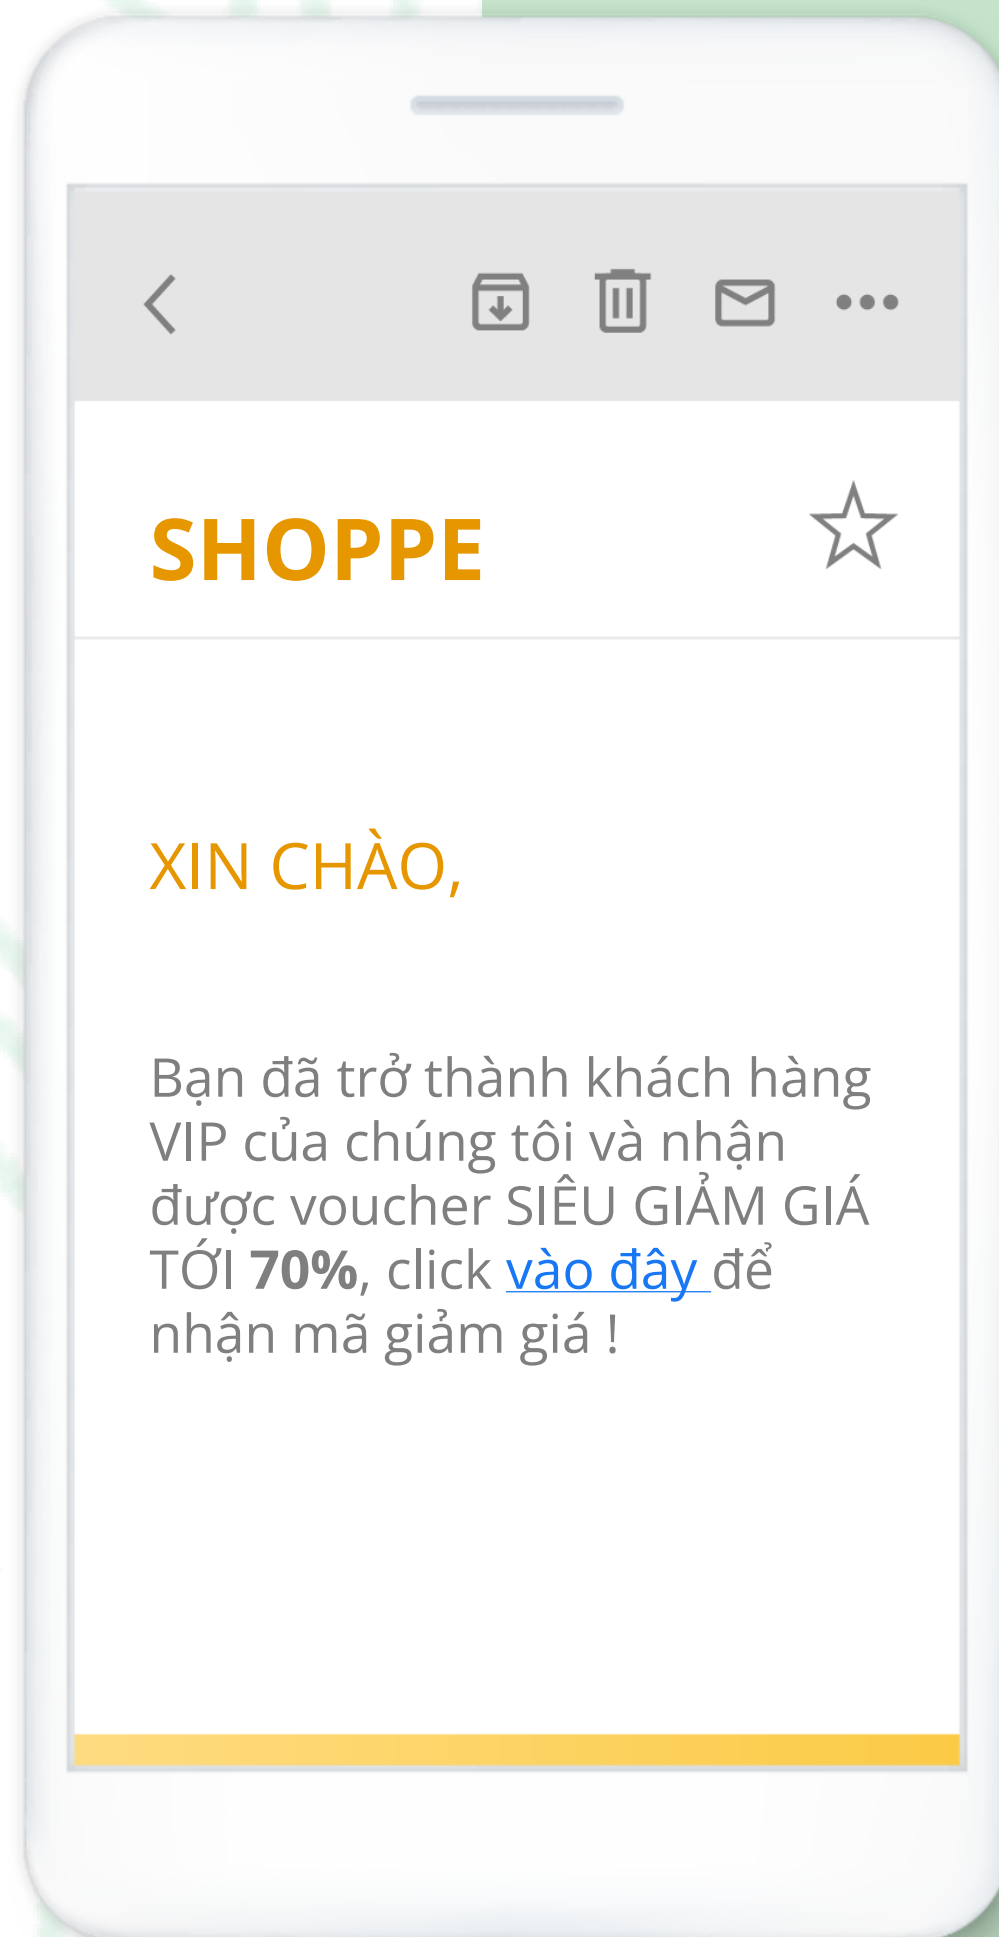 SHOPPE
XIN CHÀO,
Bạn đã trở thành khách hàng
VIP của chúng tôi và nhận
được voucher SIÊU GIẢM GIÁ
TỚI 70%, click vào đây để
nhận mã giảm giá !